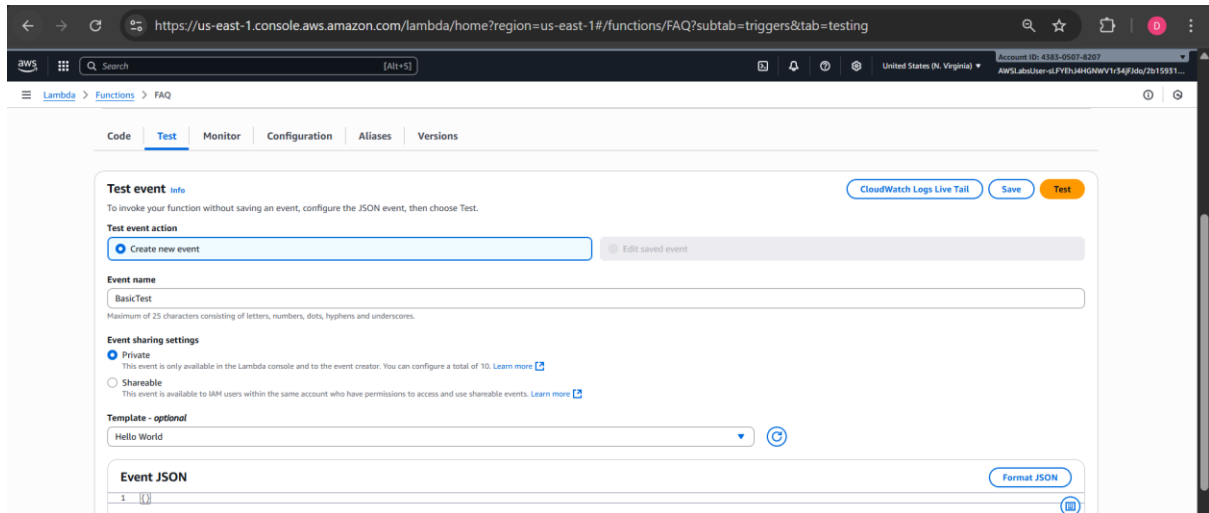 https://us-east-1.console.aws.amazon.com/lambda/home?region=us-east-1#/functions/FAQ?subtab=triggers&tab=testing
D
aws
Search
[Alt+S]
United States (N. Virginia)
Account ID: 4383-0507-8207
Lambda > Functions > FAQ
Code Test Monitor Configuration Aliases Versions
Test event Info
CloudWatch Logs Live Tail Save Test
To invoke your function without saving an event, configure the JSON event, then choose Test.
Test event action
Create new event
Edit saved event
Event name
BasicTest
Maximum of 25 characters consisting of letters, numbers, dots, hyphens and underscores.
Event sharing settings
Private
This event is only available in the Lambda console and to the event creator. You can configure a total of 10. Learn more
Shareable
This event is available to IAM users within the same account who have permissions to access and use shareable events. Learn more
Template - optional
Hello World
Event JSON
Format JSON
1 {}